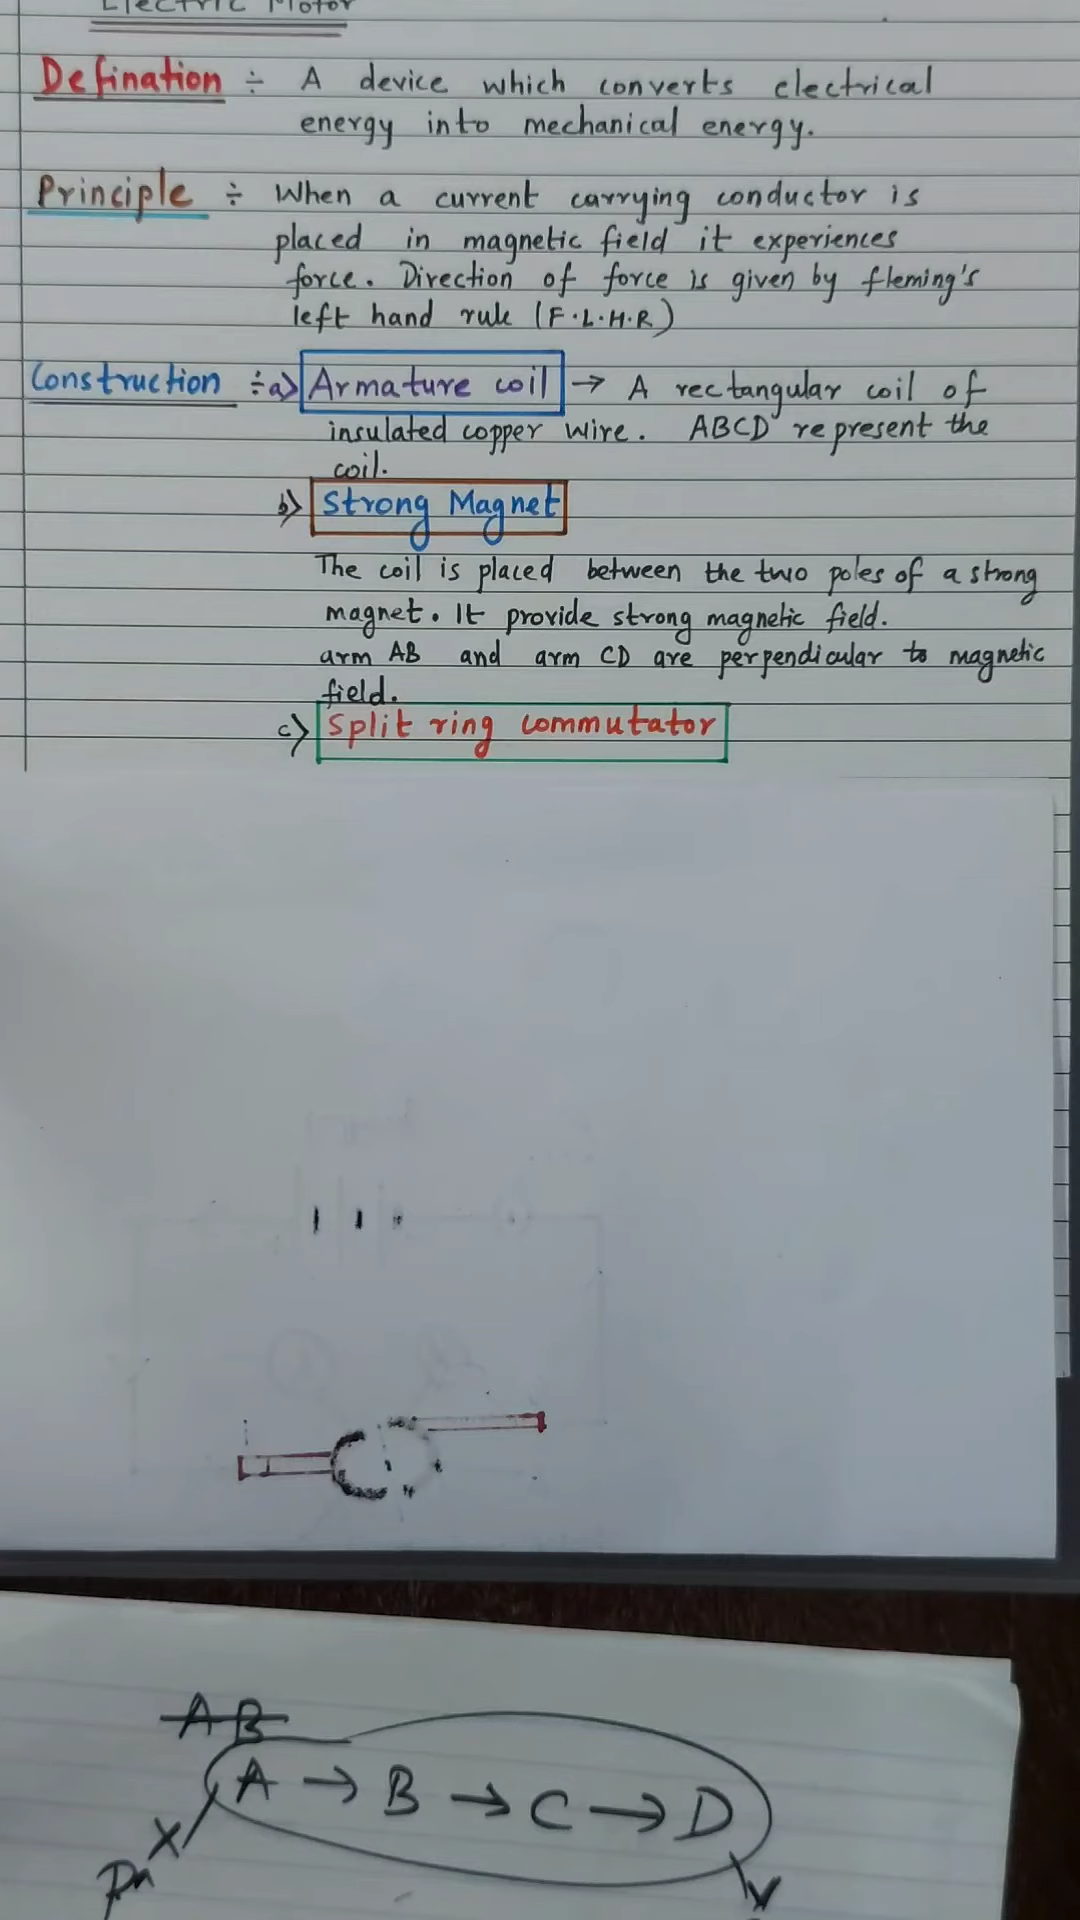 Electric Motor
Defination ÷ A device which converts electrical
energy into mechanical energy.
Principle ÷ When a current carrying conductor is
placed in magnetic field it experiences
force. Direction of force is given by fleming's
left hand rule (F.L.H.R)
Construction ÷ a) Armature coil → A rectangular coil of
insulated copper wire. ABCD represent the
coil.
b) Strong Magnet
The coil is placed between the two poles of a strong
magnet. It provide strong magnetic field.
arm AB and arm CD are perpendicular to magnetic
field.
c) Split ring commutator
AB
A → B → C → D
X